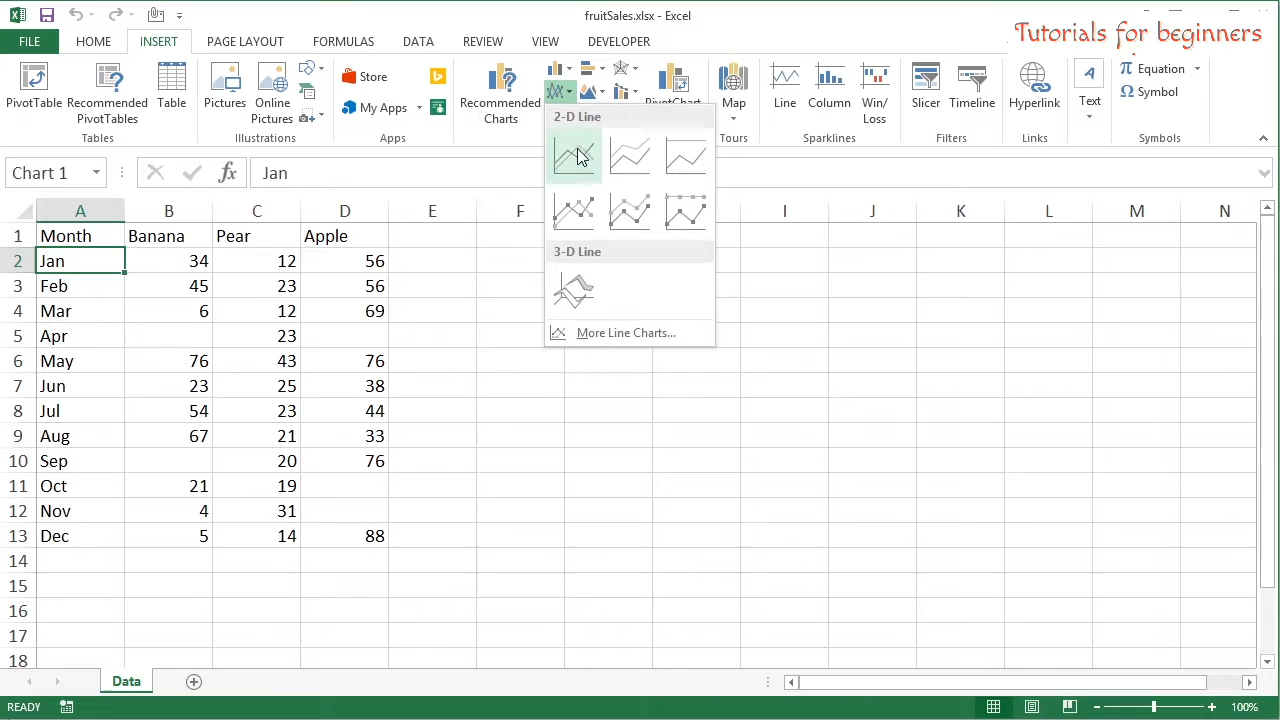 fruitSales.xlsx - Excel
Tutorials for beginners
FILE HOME INSERT PAGE LAYOUT FORMULAS DATA REVIEW VIEW DEVELOPER
PivotTable
Recommended
PivotTables
Table
Tables
Pictures
Online
Pictures
Illustrations
Store
My Apps
Apps
Recommended
Charts
PivotChart
Map
Tours
Line
Column
Win/
Loss
Sparklines
Slicer
Timeline
Filters
Hyperlink
Links
A
Text
π Equation
Ω Symbol
Symbols
2-D Line
3-D Line
More Line Charts...
Chart 1 fx Jan
A B C D E F I J K L M N
1 Month Banana Pear Apple
2 Jan 34 12 56
3 Feb 45 23 56
4 Mar 6 12 69
5 Apr 23
6 May 76 43 76
7 Jun 23 25 38
8 Jul 54 23 44
9 Aug 67 21 33
10 Sep 20 76
11 Oct 21 19
12 Nov 4 31
13 Dec 5 14 88
14
15
16
17
18
Data
READY 100%